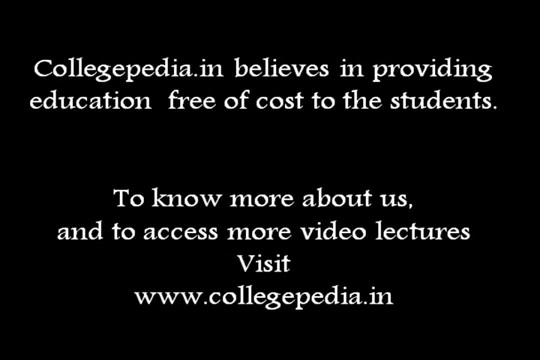 Collegepedia.in believes in providing
education free of cost to the students.
To know more about us,
and to access more video lectures
Visit
www.collegepedia.in